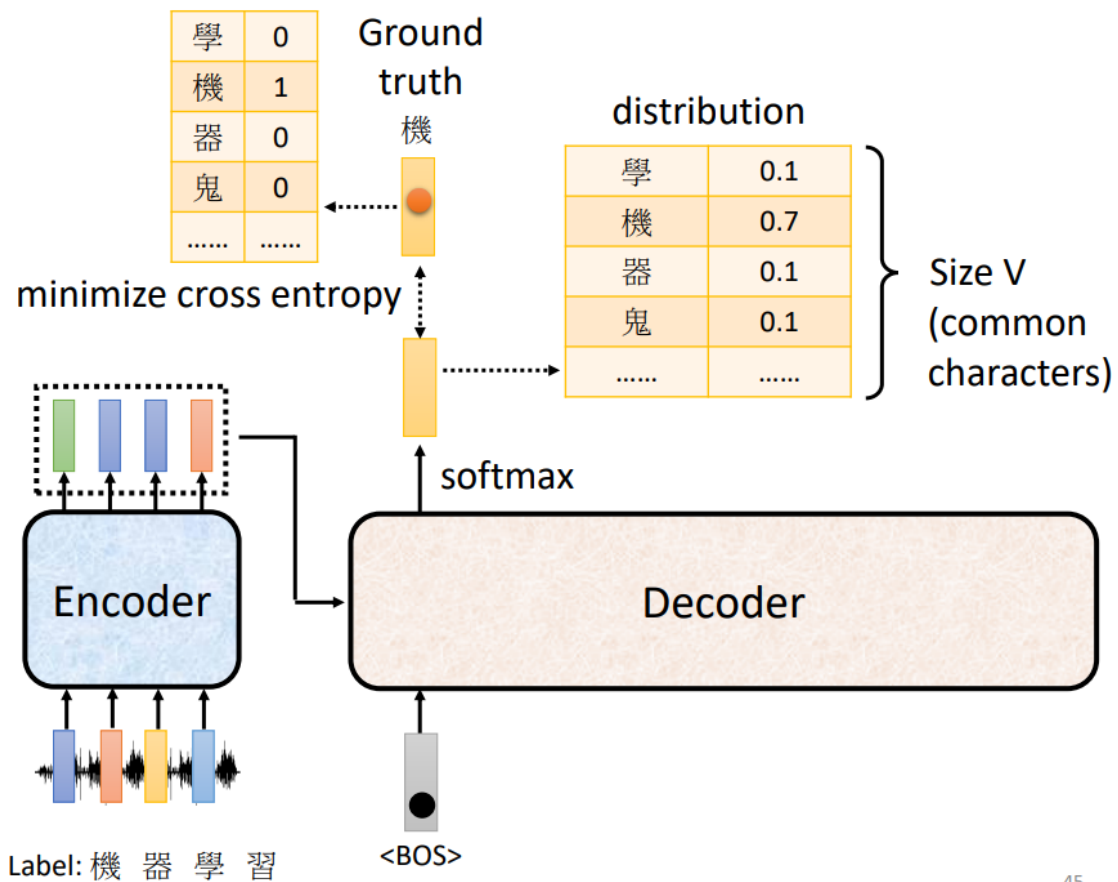 學 0
機 1
器 0
鬼 0
…… ……
Ground
truth
機
distribution
學 0.1
機 0.7
器 0.1
鬼 0.1
…… ……
Size V
(common
characters)
minimize cross entropy
softmax
Encoder
Decoder
Label: 機 器 學 習
<BOS>
45